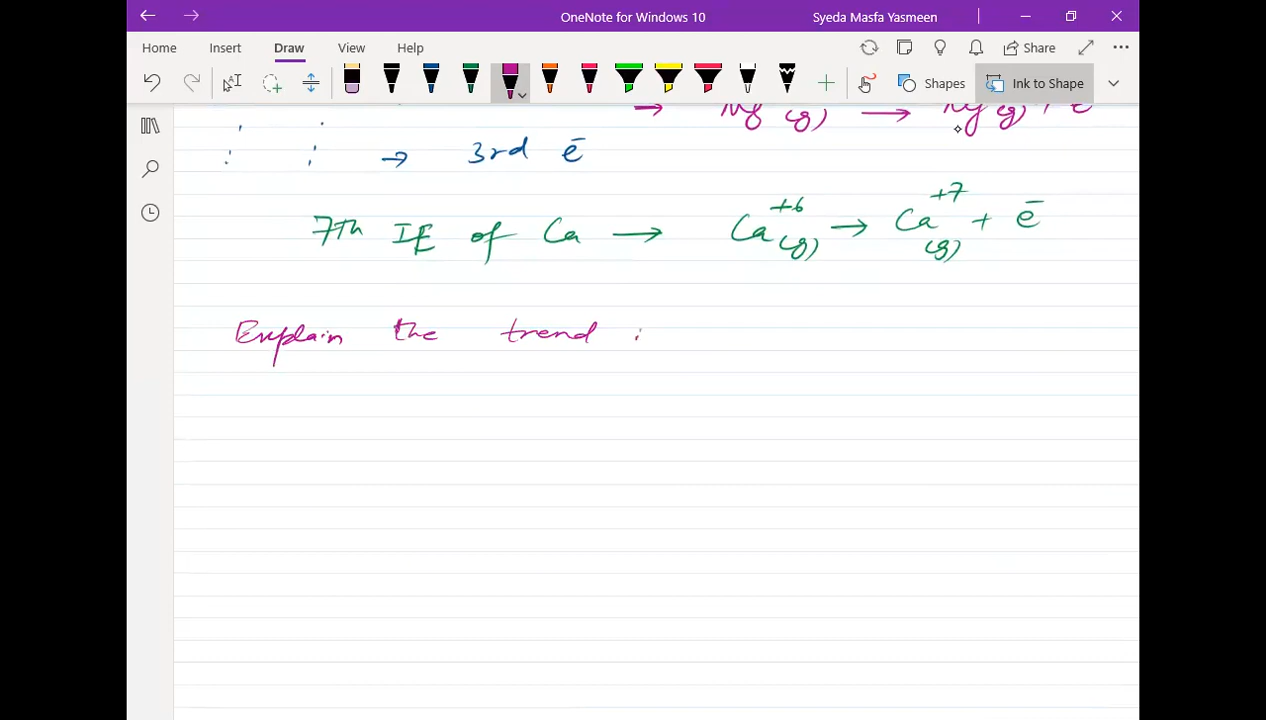 OneNote for Windows 10
Syeda Masfa Yasmeen
Home Insert Draw View Help Share
Shapes Ink to Shape
→ (g) → (g) + e
: : → 3rd ē
7th IE of Ca → Ca⁺⁶(g) → Ca⁺⁷(g) + ē
Explain the trend :